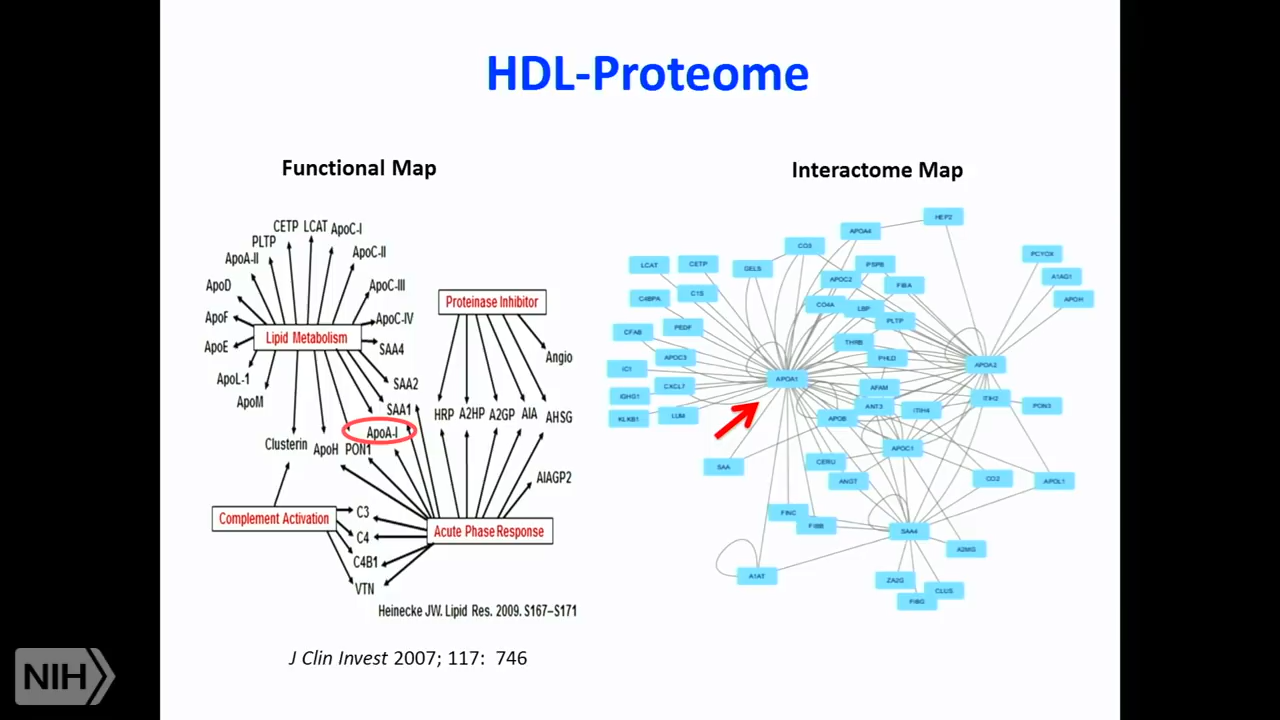 HDL-Proteome
Functional Map
Interactome Map
CETP LCAT ApoC-I
PLTP
ApoC-II
ApoA-II
ApoD
ApoC-III
ApoF
ApoC-IV
Lipid Metabolism
ApoE
SAA4
ApoL-1
SAA2
ApoM
SAA1
ApoA-I
Clusterin
ApoH
PON1
Proteinase Inhibitor
Angio
HRP A2HP A2GP AIA AHSG
AIAGP2
Complement Activation
C3
C4
C4B1
VTN
Acute Phase Response
Heinecke JW. Lipid Res. 2009. S167–S171
J Clin Invest 2007; 117: 746
HEP2
APOA4
CO3
PCYOX
LCAT
CETP
GELS
PSPB
A1AG1
APOC2
FIBA
C4BPA
C1S
CO4A
LBP
APOH
PLTP
CFAB
PEDF
THRB
APOC3
PHLD
APOA2
IC1
APOA1
CXCL7
AFAM
IGHG1
ANT3
ITIH4
ITIH2
PON3
KLKB1
LUM
APOB
APOC1
SAA
CERU
ANGT
CO2
APOL1
FINC
FIBB
SAA4
A2MG
A1AT
ZA2G
CLUS
FIBG
NIH